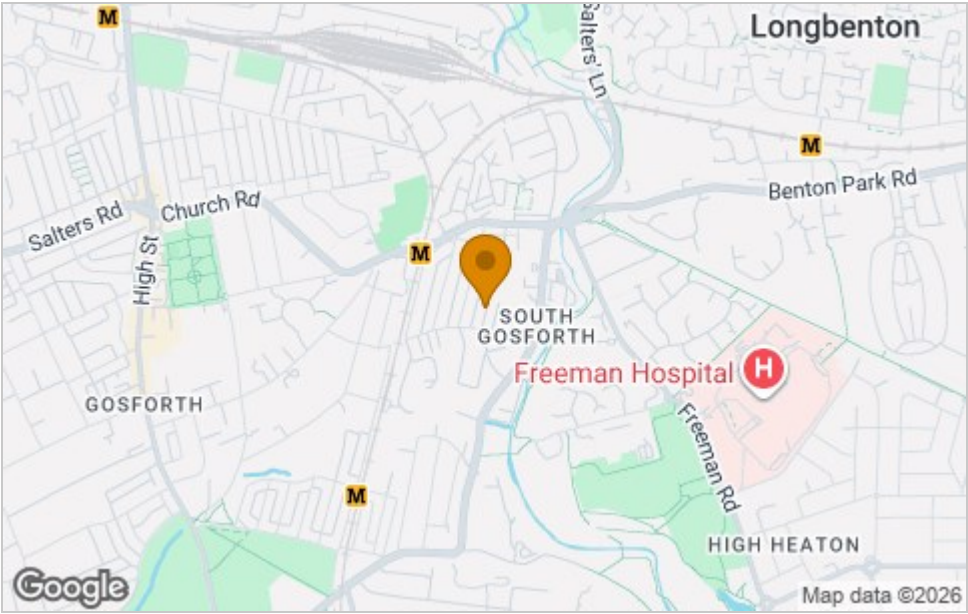 M
Longbenton
Salters' Ln
M
Benton Park Rd
Salters Rd
Church Rd
High St
M
SOUTH
GOSFORTH
Freeman Hospital H
GOSFORTH
Freeman Rd
M
HIGH HEATON
Google
Map data ©2026